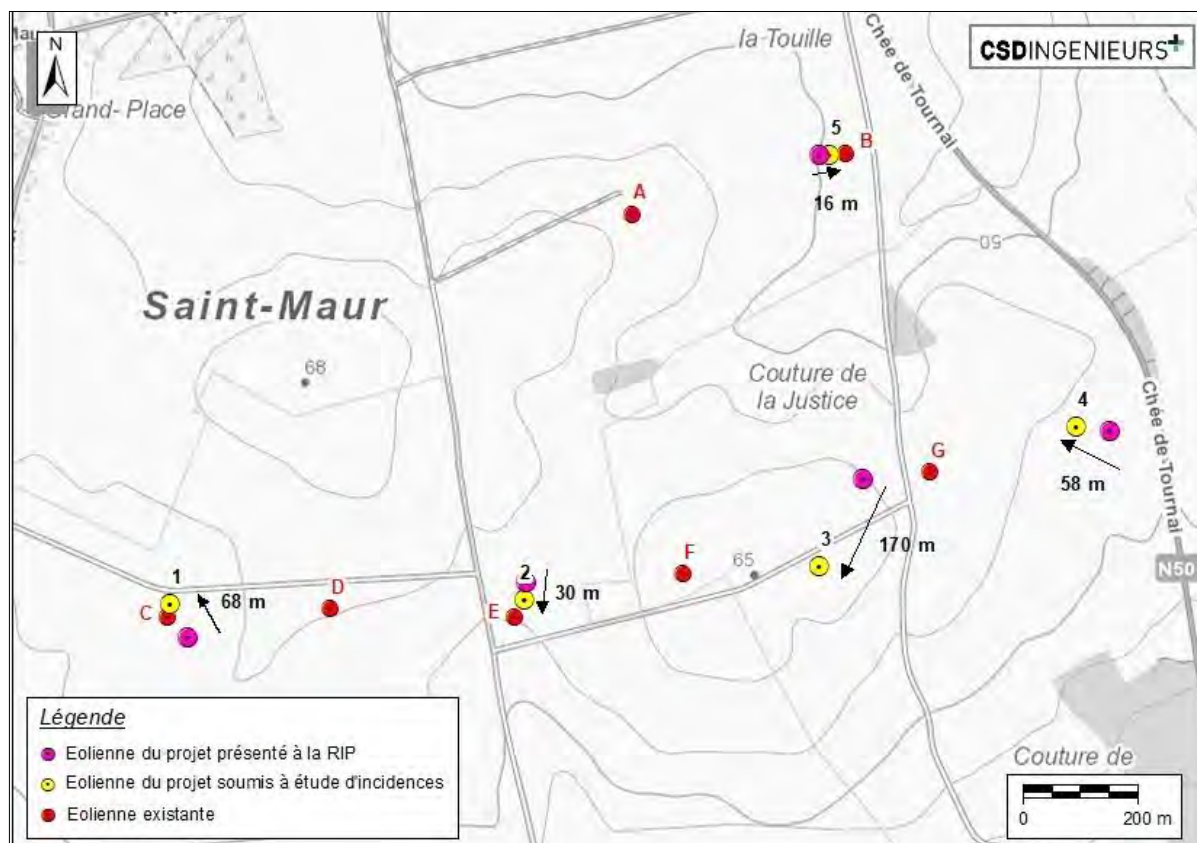 la-Touille
CSDINGENIEURS+
N
Grand- Place
Chée de Tournai
5
B
A
16 m
50
Saint-Maur
68
Couture de
la Justice
4
Chée de Tournai
G
58 m
3
170 m
F
65
1
2
N50
D
30 m
68 m
C
E
Légende
Eolienne du projet présenté à la RIP
Eolienne du projet soumis à étude d'incidences
Eolienne existante
Couture de
0
200 m